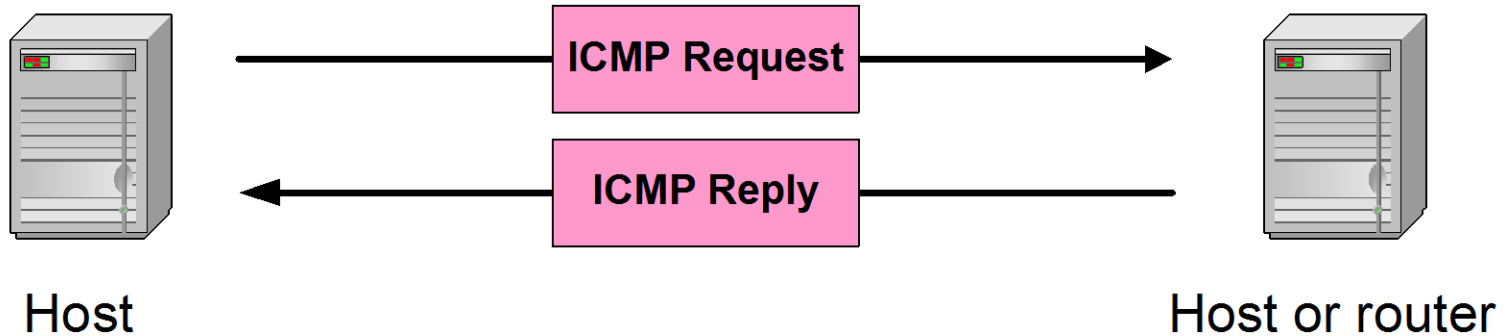 ICMP Request
ICMP Reply
Host
Host or router